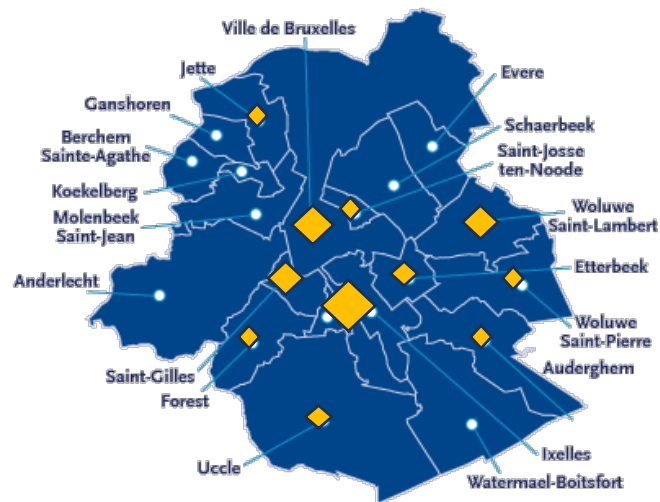 Ville de Bruxelles
Jette
Evere
Ganshoren
Schaerbeek
Berchem
Sainte-Agathe
Saint-Josse
ten-Noode
Koekelberg
Molenbeek
Saint-Jean
Woluwe
Saint-Lambert
Etterbeek
Anderlecht
Woluwe
Saint-Pierre
Auderghem
Saint-Gilles
Forest
Ixelles
Uccle
Watermael-Boitsfort